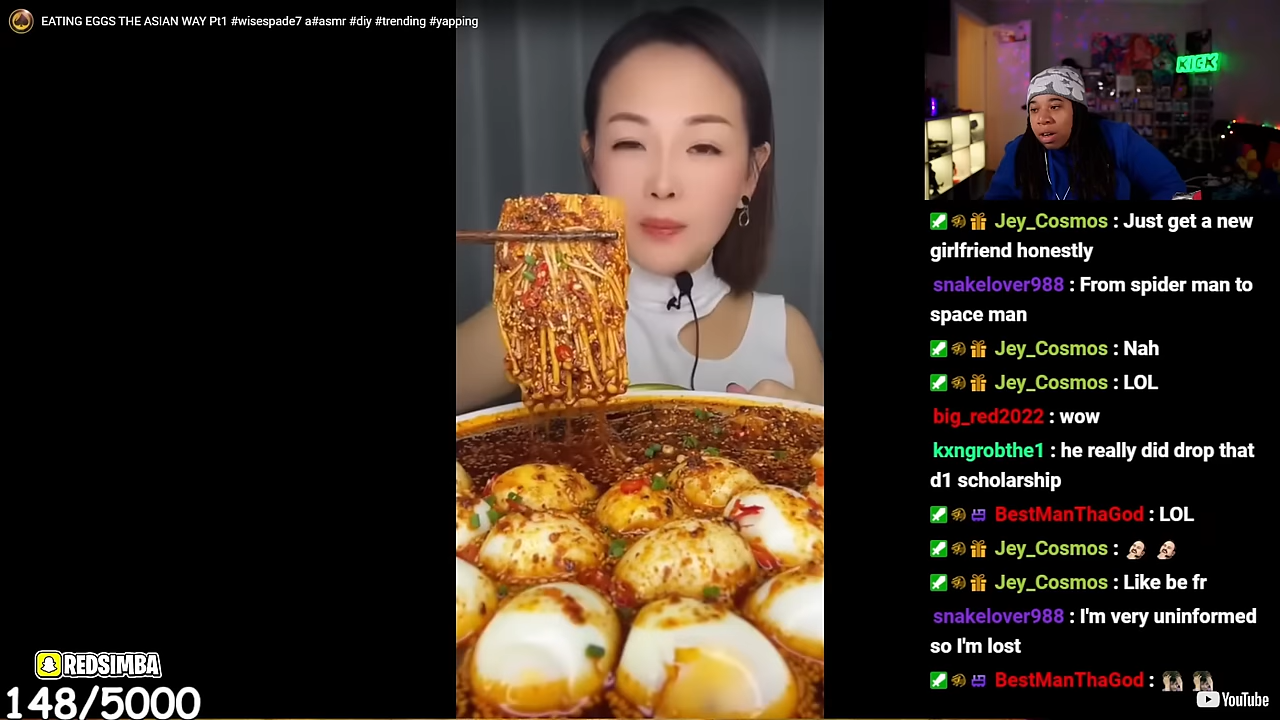 EATING EGGS THE ASIAN WAY Pt1 #wisespade7 a#asmr #diy #trending #yapping
KICK
Jey_Cosmos : Just get a new
girlfriend honestly
snakelover988 : From spider man to
space man
Jey_Cosmos : Nah
Jey_Cosmos : LOL
big_red2022 : wow
kxngrobthe1 : he really did drop that
d1 scholarship
BestManThaGod : LOL
Jey_Cosmos :
Jey_Cosmos : Like be fr
snakelover988 : I'm very uninformed
so I'm lost
BestManThaGod :
REDSIMBA
148/5000
YouTube